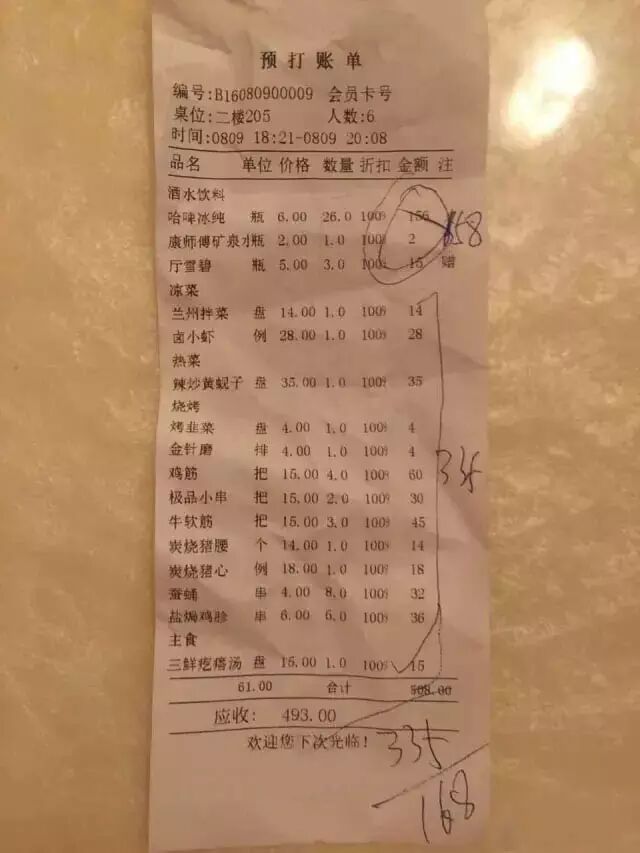 预打账单
编号:B16080900009 会员卡号
桌位:二楼205 人数:6
时间:0809 18:21-0809 20:08
品名 单位 价格 数量 折扣 金额 注
酒水饮料
哈啤冰纯 瓶 6.00 26.0 100% 156
康师傅矿泉水瓶 2.00 1.0 100% 2 158
厅雪碧 瓶 5.00 3.0 100% 15 赠
凉菜
兰州拌菜 盘 14.00 1.0 100% 14
卤小虾 例 28.00 1.0 100% 28
热菜
辣炒黄蚬子 盘 35.00 1.0 100% 35
烧烤
烤韭菜 盘 4.00 1.0 100% 4
金针磨 排 4.00 1.0 100% 4
鸡筋 把 15.00 4.0 100% 60
335
极品小串 把 15.00 2.0 100% 30
牛软筋 把 15.00 3.0 100% 45
炭烧猪腰 个 14.00 1.0 100% 14
炭烧猪心 例 18.00 1.0 100% 18
蚕蛹 串 4.00 8.0 100% 32
盐焗鸡胗 串 6.00 6.0 100% 36
主食
三鲜疙瘩汤 盘 15.00 1.0 100% 15
61.00 合计 508.00
应收: 493.00
欢迎您下次光临!
335
168